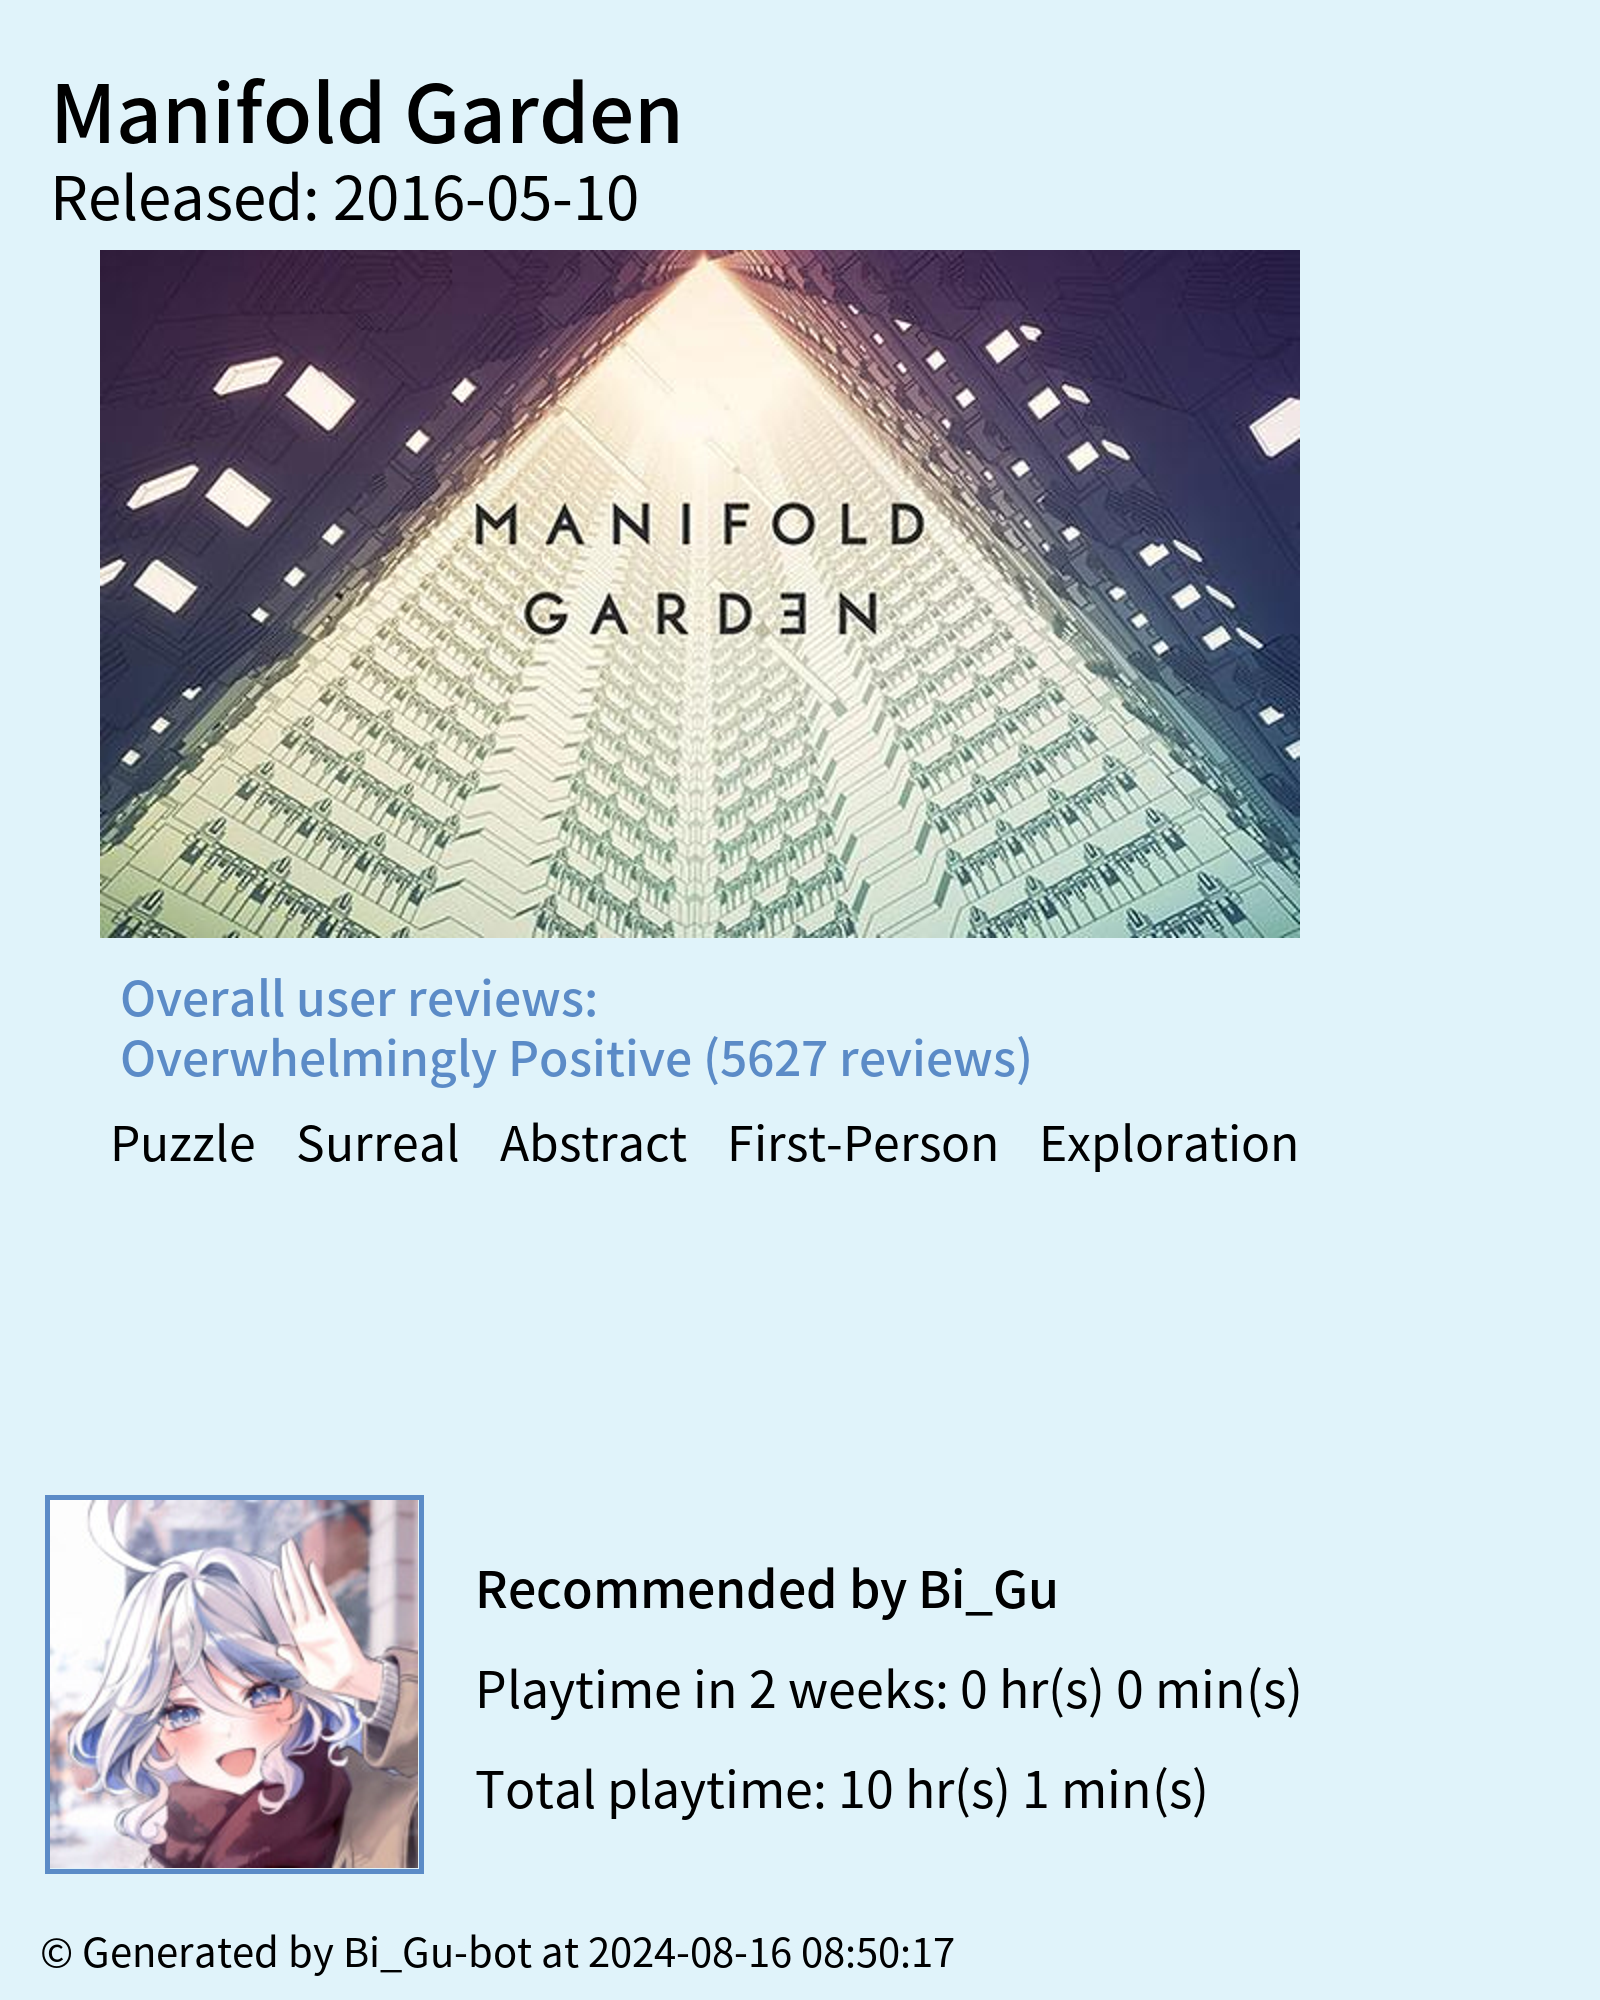 Manifold Garden
Released: 2016-05-10
MANIFOLD
GARDƎN
Overall user reviews:
Overwhelmingly Positive (5627 reviews)
Puzzle Surreal Abstract First-Person Exploration
Recommended by Bi_Gu
Playtime in 2 weeks: 0 hr(s) 0 min(s)
Total playtime: 10 hr(s) 1 min(s)
© Generated by Bi_Gu-bot at 2024-08-16 08:50:17